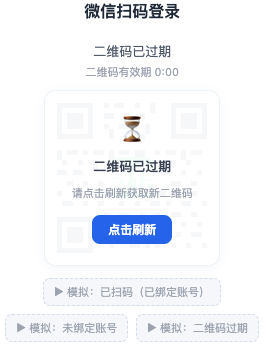 微信扫码登录
二维码已过期
二维码有效期 0:00
二维码已过期
请点击刷新获取新二维码
点击刷新
▶ 模拟：已扫码（已绑定账号）
▶ 模拟：未绑定账号
▶ 模拟：二维码过期